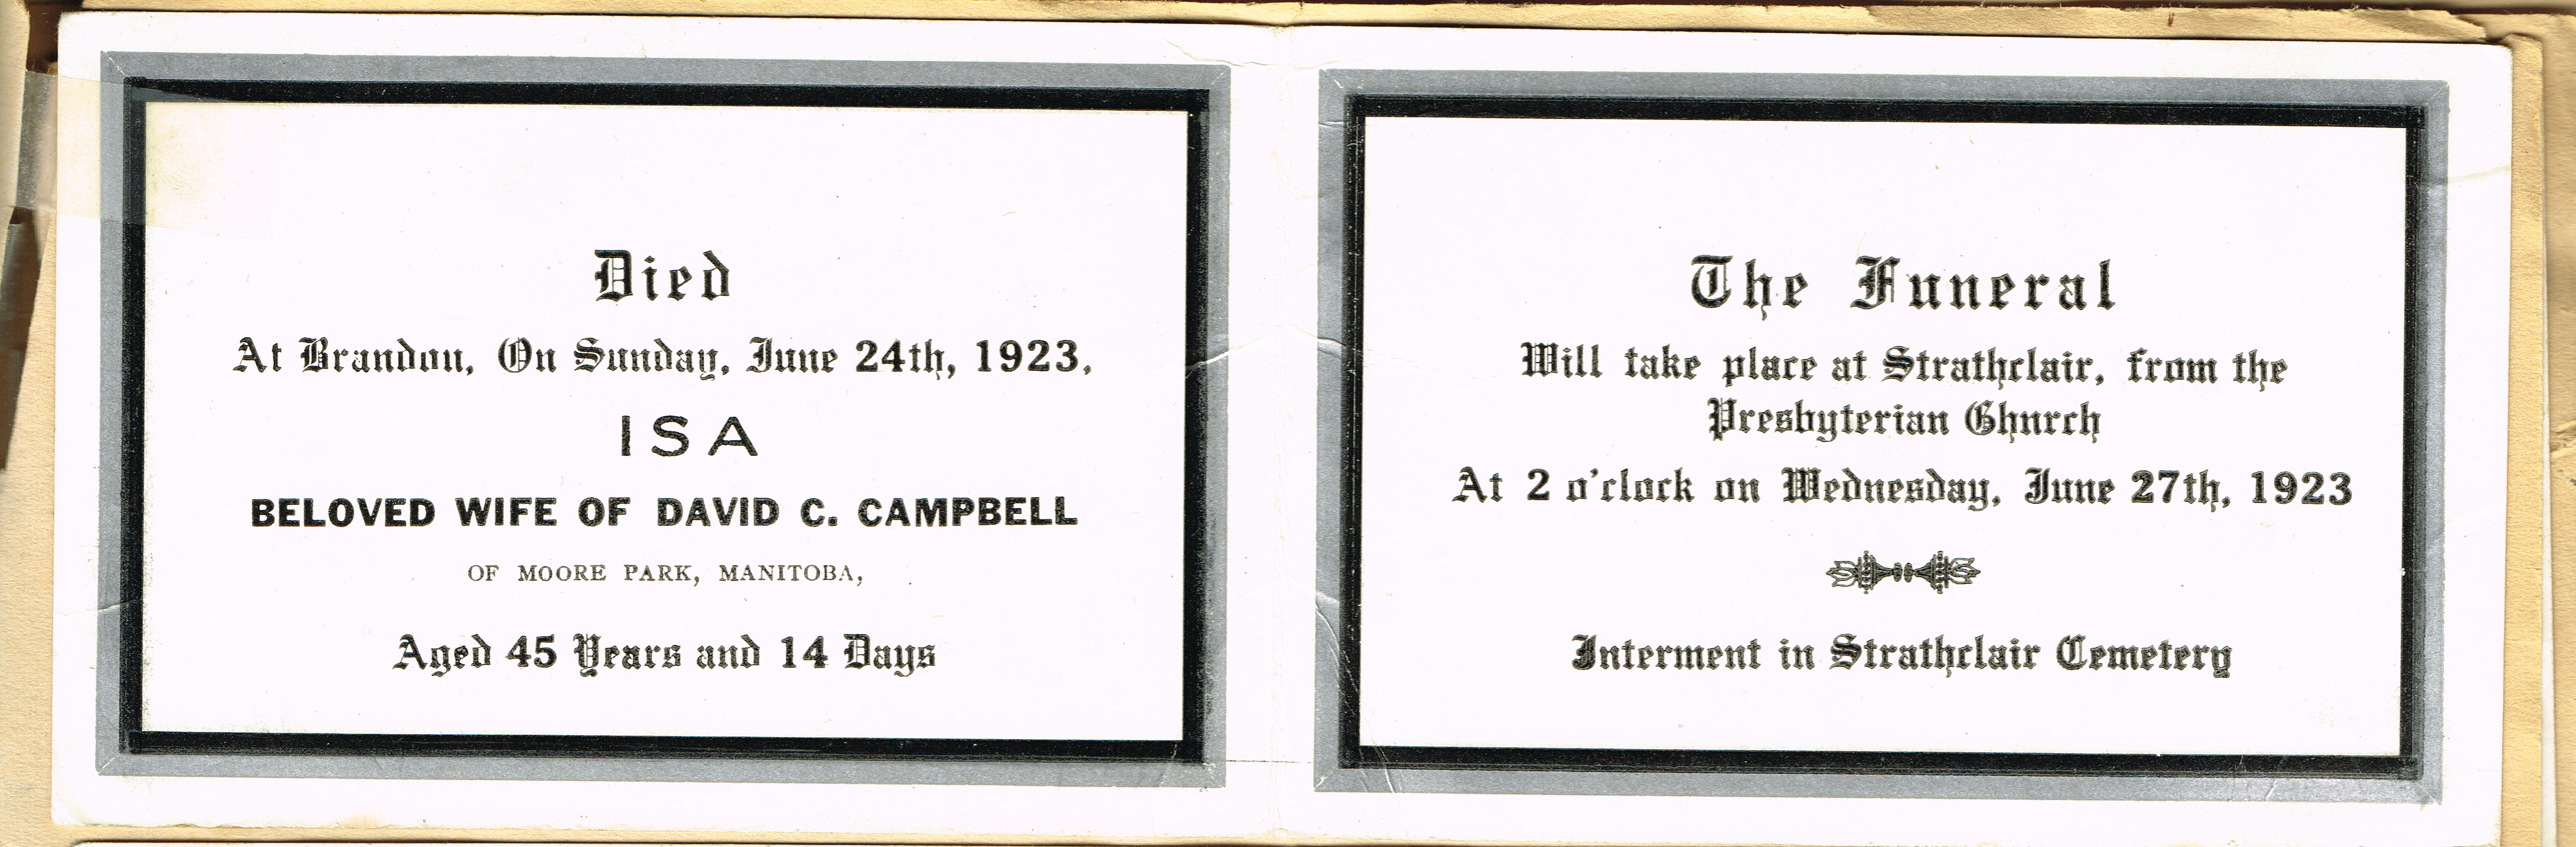 Died
At Brandon, On Sunday, June 24th, 1923,
ISA
BELOVED WIFE OF DAVID C. CAMPBELL
OF MOORE PARK, MANITOBA,
Aged 45 Years and 14 Days
The Funeral
Will take place at Strathclair, from the
Presbyterian Ghnrch
At 2 o'clock on Wednesday, June 27th, 1923
Interment in Strathclair Cemetery